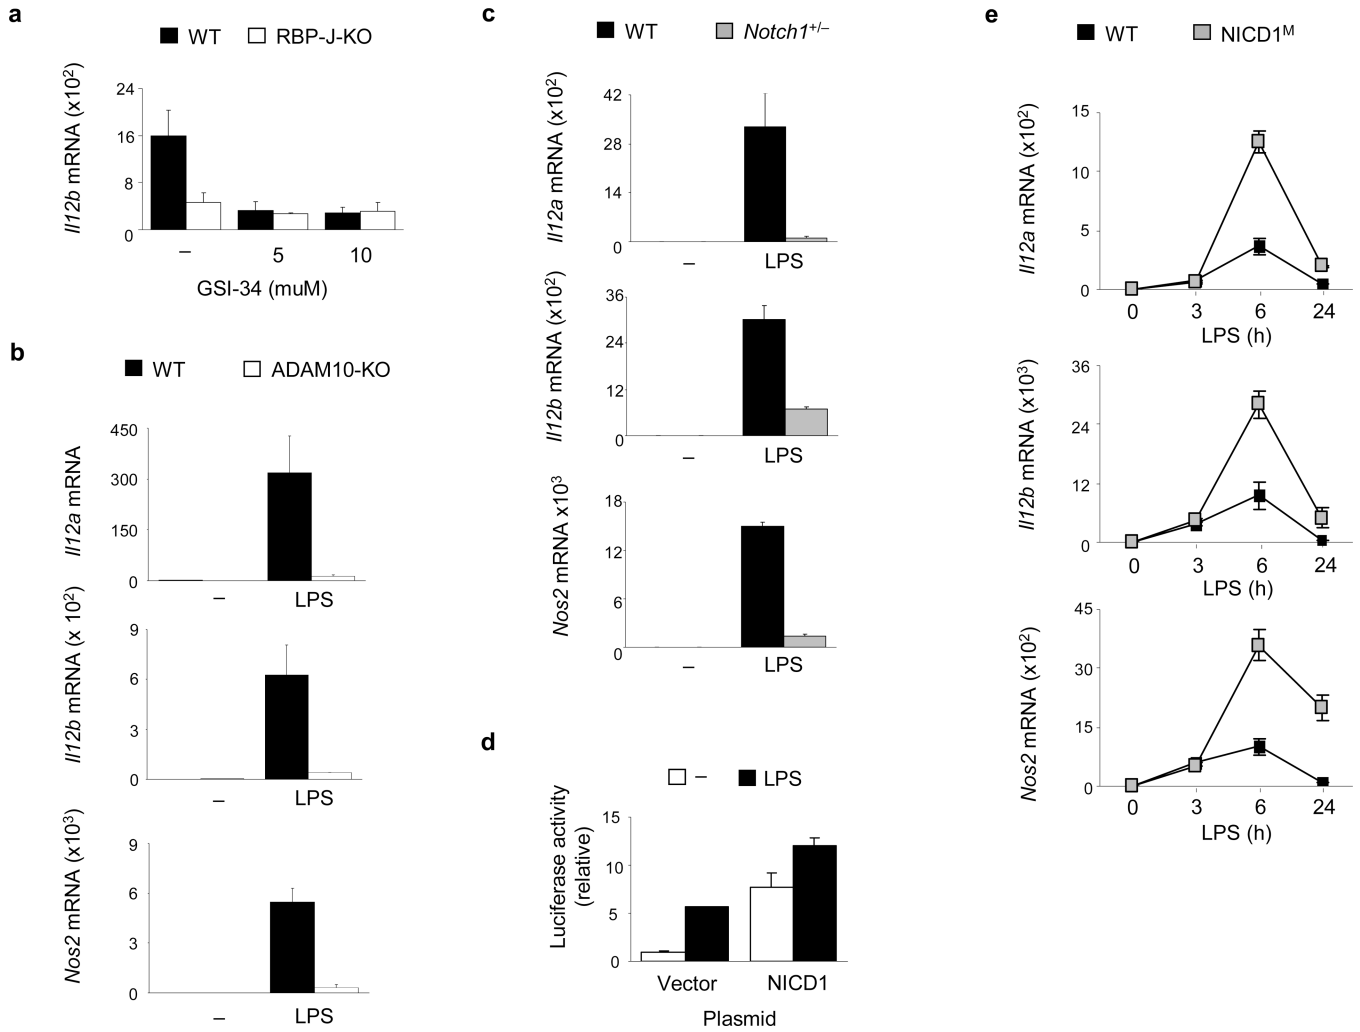 a
WT RBP-J-KO
Il12b mRNA (x10²)
24
16
8
0
– 5 10
GSI-34 (muM)
b
WT ADAM10-KO
Il12a mRNA
450
300
150
0
– LPS
Il12b mRNA (x 10²)
9
6
3
0
– LPS
Nos2 mRNA (x10³)
9
6
3
0
– LPS
c
WT Notch1⁺/⁻
Il12a mRNA (x10²)
42
28
14
0
– LPS
Il12b mRNA (x10²)
36
24
12
0
– LPS
Nos2 mRNA x10³
18
12
6
0
– LPS
d
– LPS
Luciferase activity
(relative)
15
10
5
0
Vector NICD1
Plasmid
e
WT NICD1ᴹ
Il12a mRNA (x10²)
15
10
5
0
0 3 6 24
LPS (h)
Il12b mRNA (x10³)
36
24
12
0
0 3 6 24
LPS (h)
Nos2 mRNA (x10²)
45
30
15
0
0 3 6 24
LPS (h)